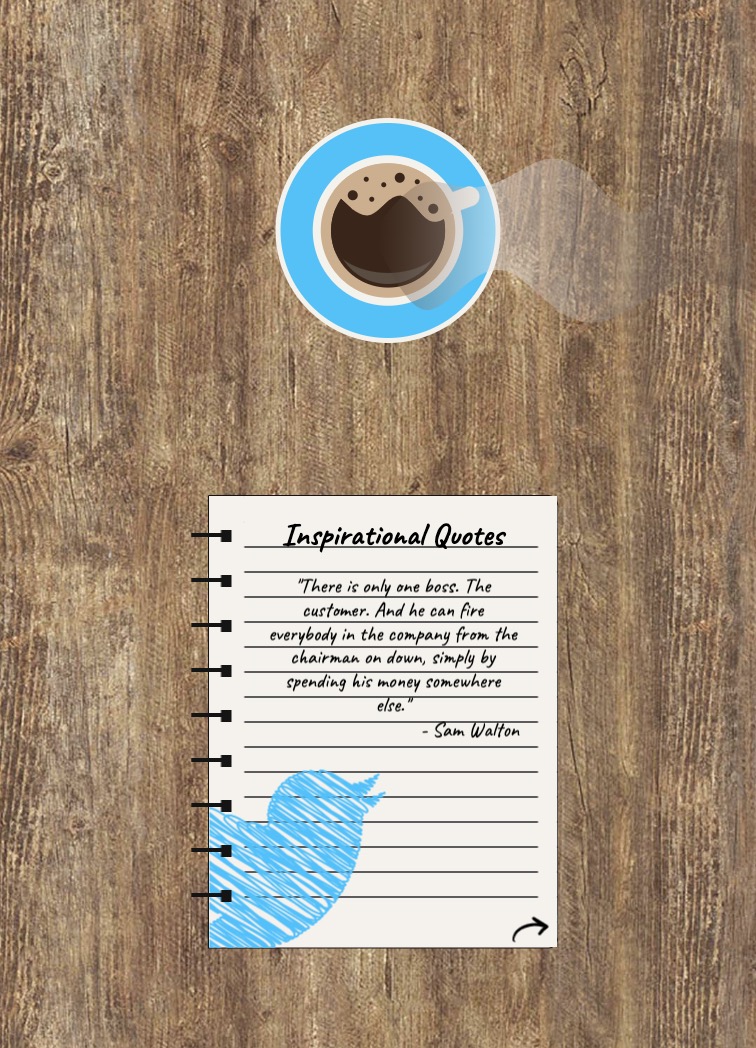 Inspirational Quotes
"There is only one boss. The
customer. And he can fire
everybody in the company from the
chairman on down, simply by
spending his money somewhere
else."
- Sam Walton